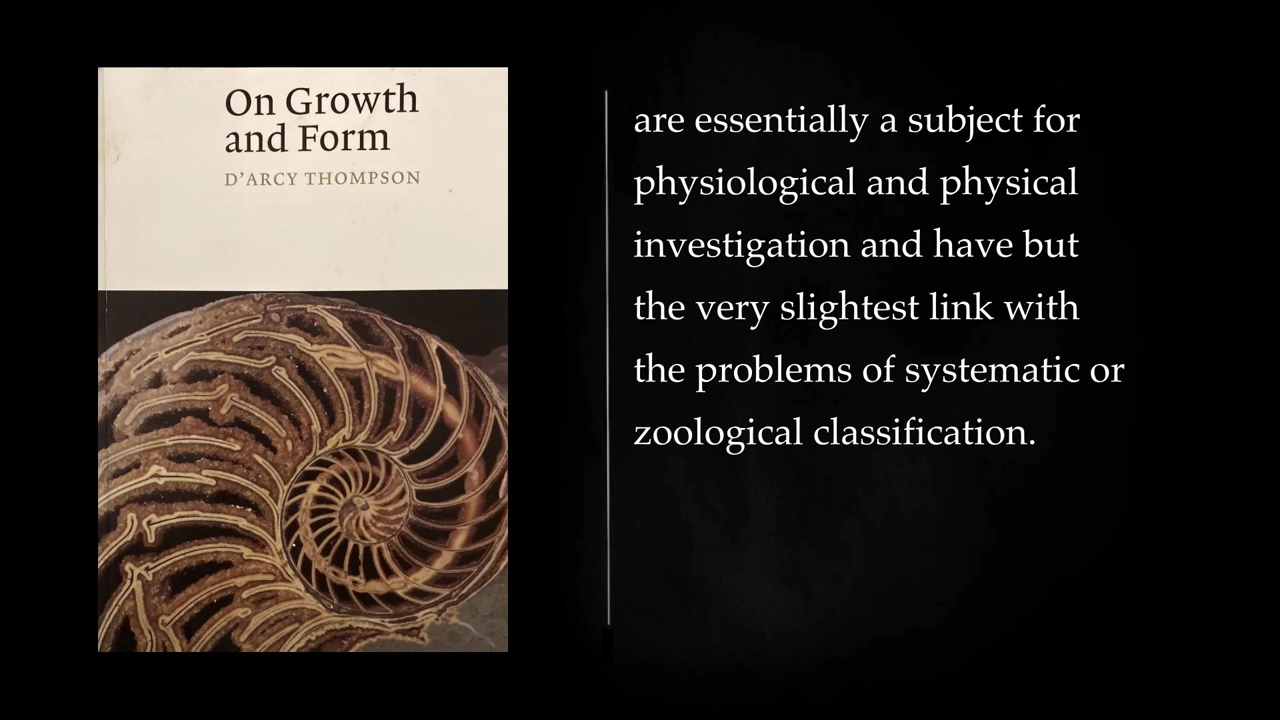 On Growth
and Form
D'ARCY THOMPSON
are essentially a subject for
physiological and physical
investigation and have but
the very slightest link with
the problems of systematic or
zoological classification.